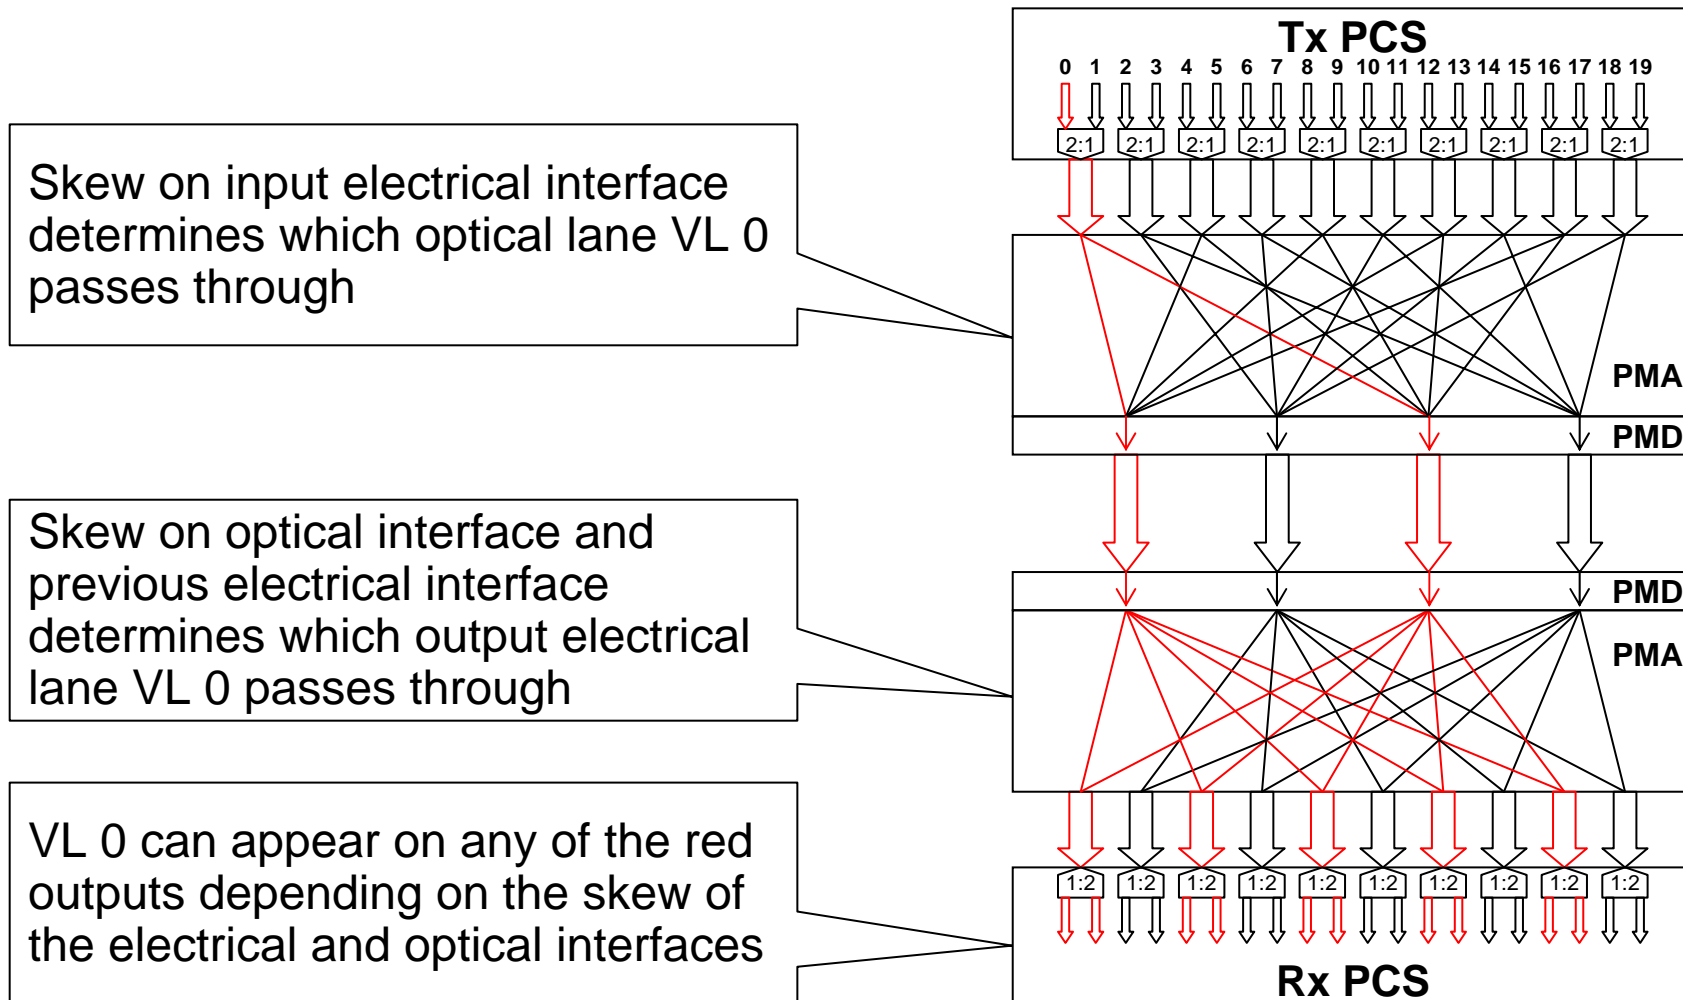 Tx PCS
0 1 2 3 4 5 6 7 8 9 10 11 12 13 14 15 16 17 18 19
2:1 2:1 2:1 2:1 2:1 2:1 2:1 2:1 2:1 2:1
Skew on input electrical interface
determines which optical lane VL 0
passes through
PMA
PMD
Skew on optical interface and
previous electrical interface
determines which output electrical
lane VL 0 passes through
PMD
PMA
VL 0 can appear on any of the red
outputs depending on the skew of
the electrical and optical interfaces
1:2 1:2 1:2 1:2 1:2 1:2 1:2 1:2 1:2 1:2
Rx PCS